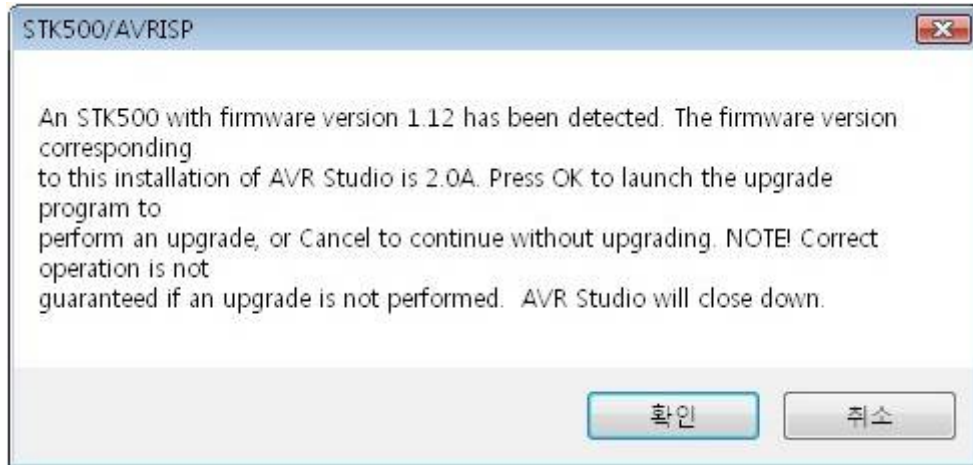 STK500/AVRISP
An STK500 with firmware version 1.12 has been detected. The firmware version
corresponding
to this installation of AVR Studio is 2.0A. Press OK to launch the upgrade
program to
perform an upgrade, or Cancel to continue without upgrading. NOTE! Correct
operation is not
guaranteed if an upgrade is not performed.  AVR Studio will close down.
확인
취소